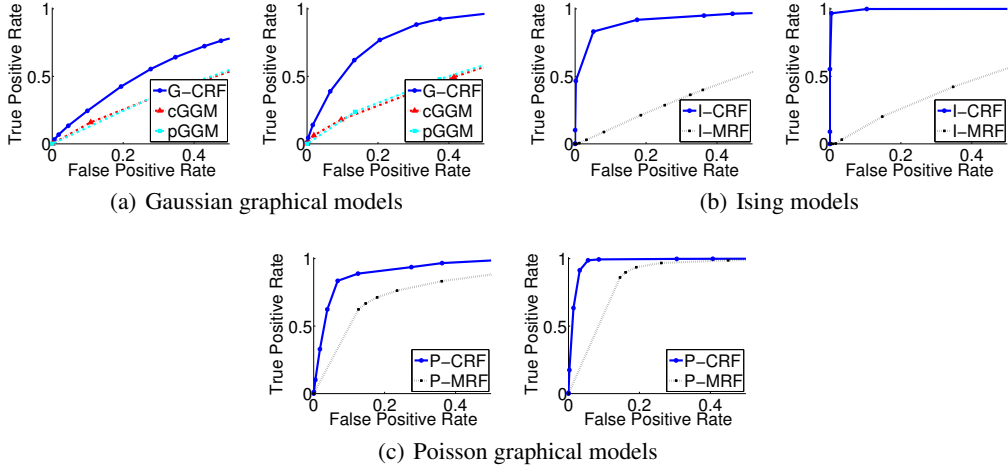 True Positive Rate
1
0.5
0
0
0.2
0.4
False Positive Rate
G−CRF
cGGM
pGGM
True Positive Rate
1
0.5
0
0
0.2
0.4
False Positive Rate
G−CRF
cGGM
pGGM
(a) Gaussian graphical models
True Positive Rate
1
0.5
0
0
0.2
0.4
False Positive Rate
I−CRF
I−MRF
True Positive Rate
1
0.5
0
0
0.2
0.4
False Positive Rate
I−CRF
I−MRF
(b) Ising models
True Positive Rate
1
0.5
0
0
0.2
0.4
False Positive Rate
P−CRF
P−MRF
True Positive Rate
1
0.5
0
0
0.2
0.4
False Positive Rate
P−CRF
P−MRF
(c) Poisson graphical models